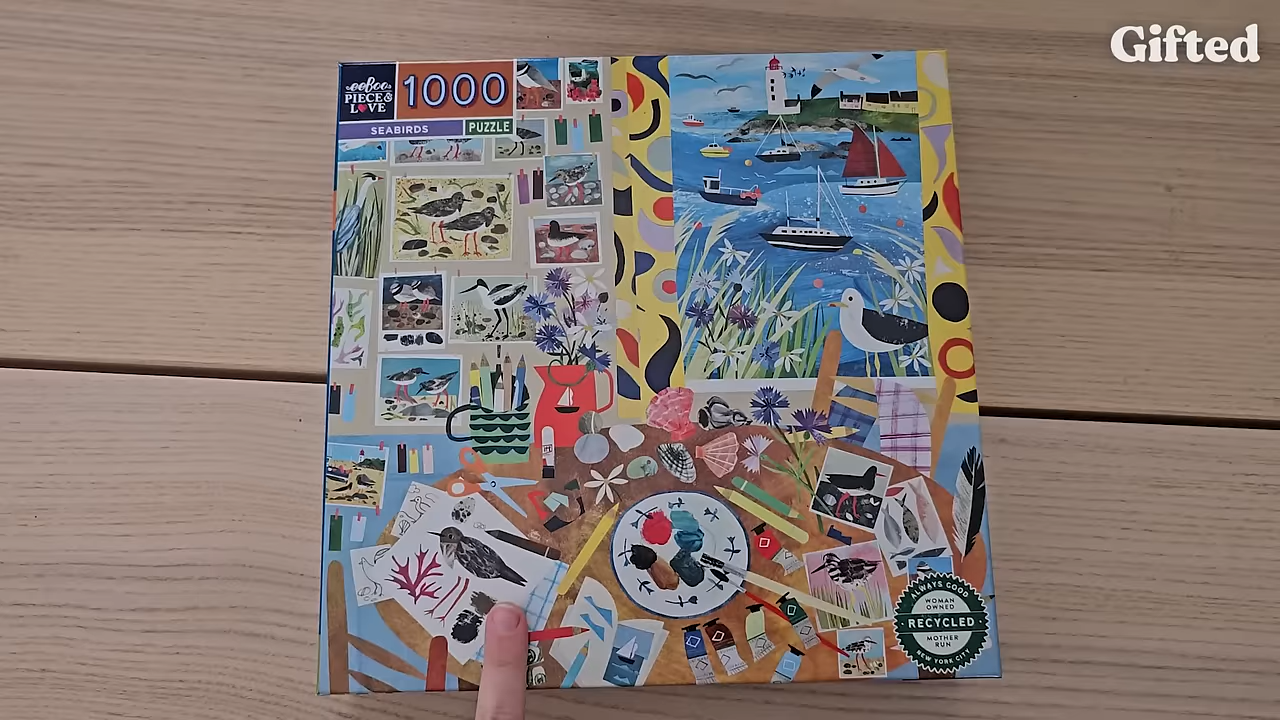 Gifted
eeBoo
PIECE &
LOVE
1000
SEABIRDS
PUZZLE
ALWAYS GOOD
WOMAN
OWNED
RECYCLED
MOTHER
RUN
NEW YORK CITY